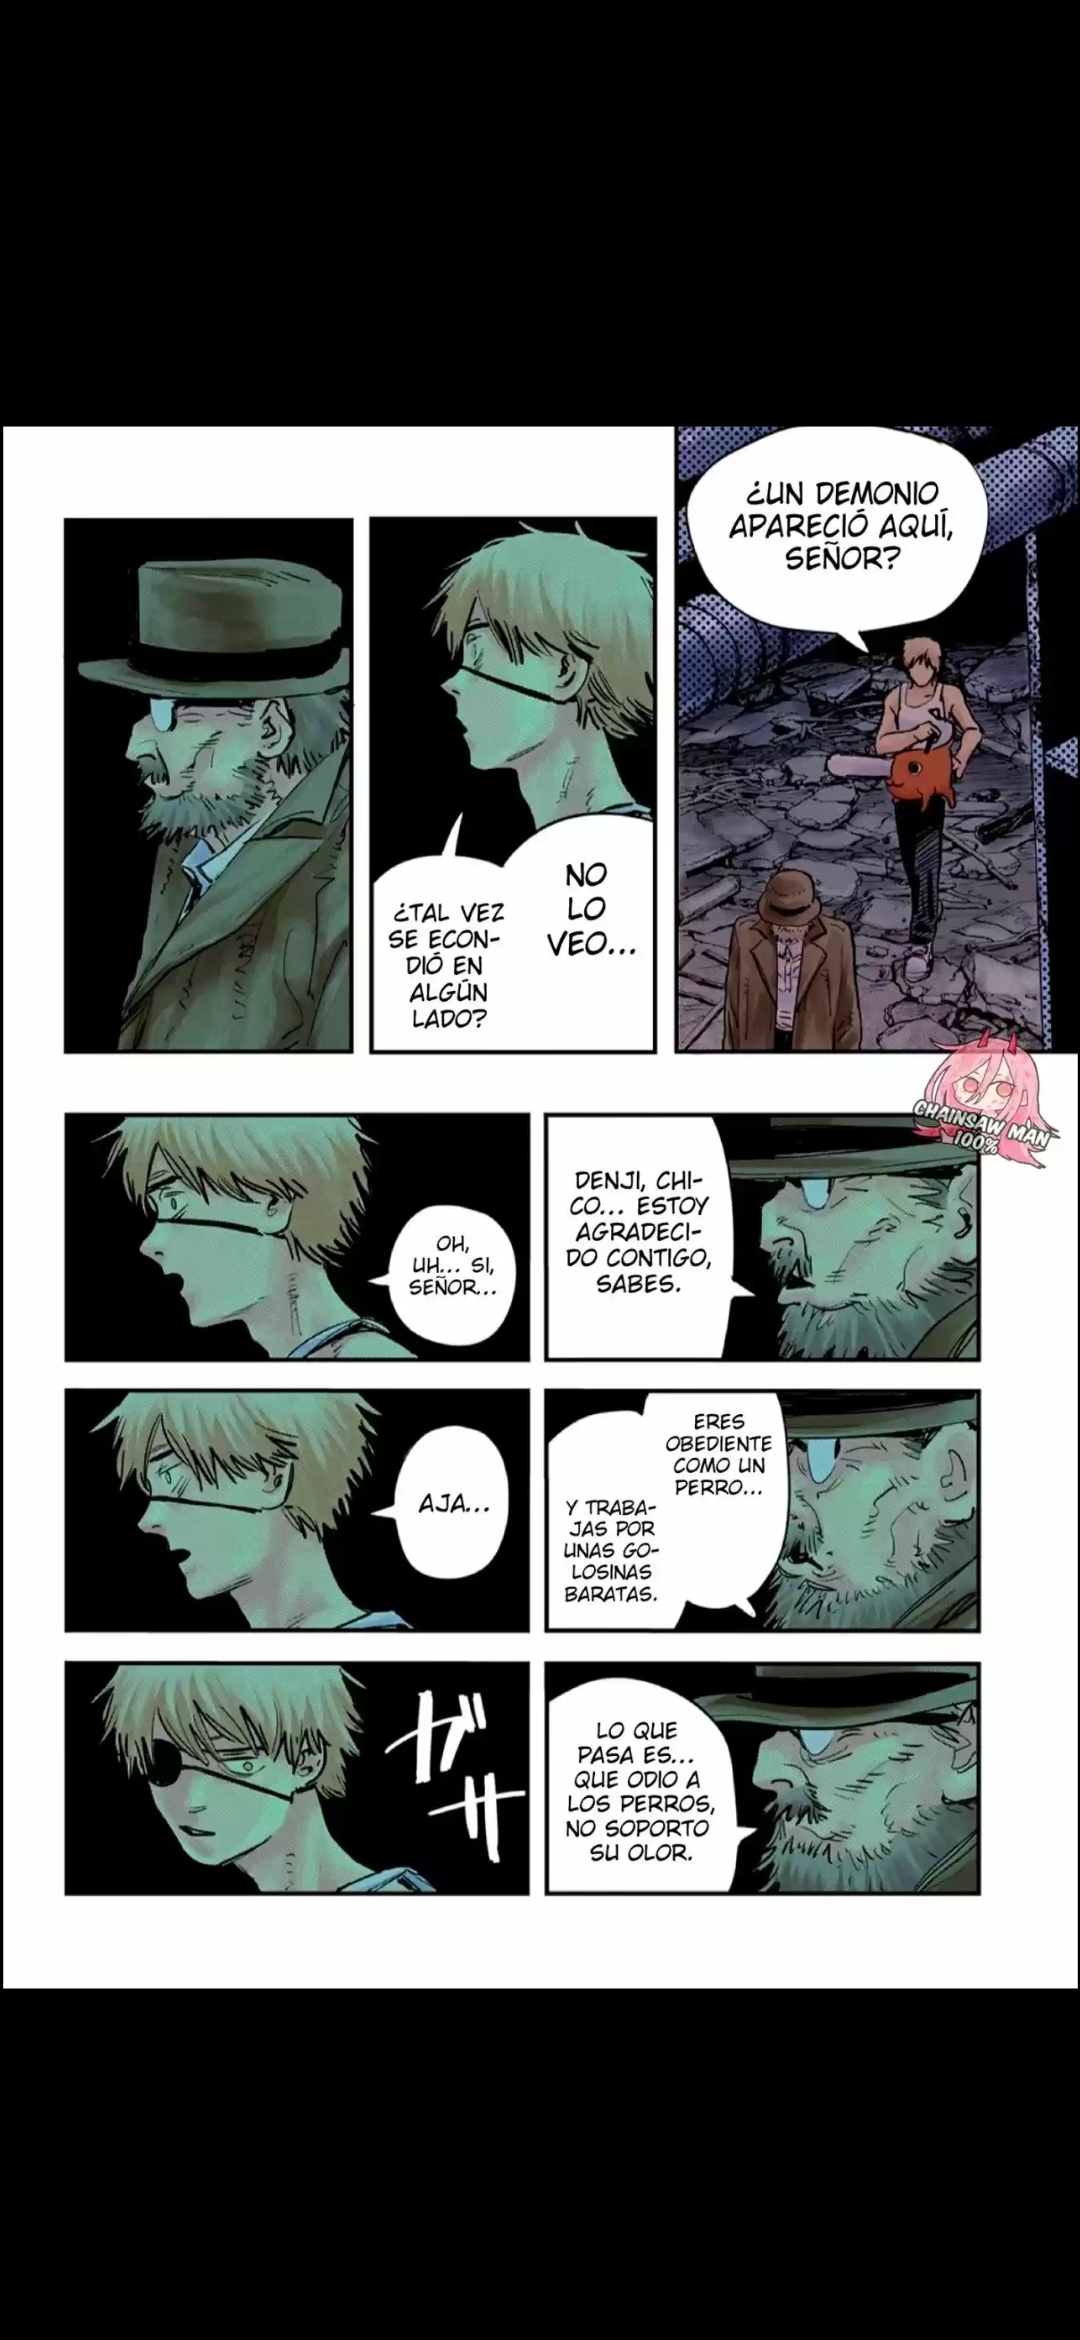 ¿UN DEMONIO
APARECIÓ AQUÍ,
SEÑOR?
NO
LO
VEO...
¿TAL VEZ
SE ECON-
DIÓ EN
ALGÚN
LADO?
CHAINSAW MAN
100%
DENJI, CHI-
CO... ESTOY
AGRADECI-
DO CONTIGO,
SABES.
OH,
UH... SI,
SEÑOR...
ERES
OBEDIENTE
COMO UN
PERRO...
Y TRABA-
JAS POR
UNAS GO-
LOSINAS
BARATAS.
AJA...
LO QUE
PASA ES...
QUE ODIO A
LOS PERROS,
NO SOPORTO
SU OLOR.
ガ
サ